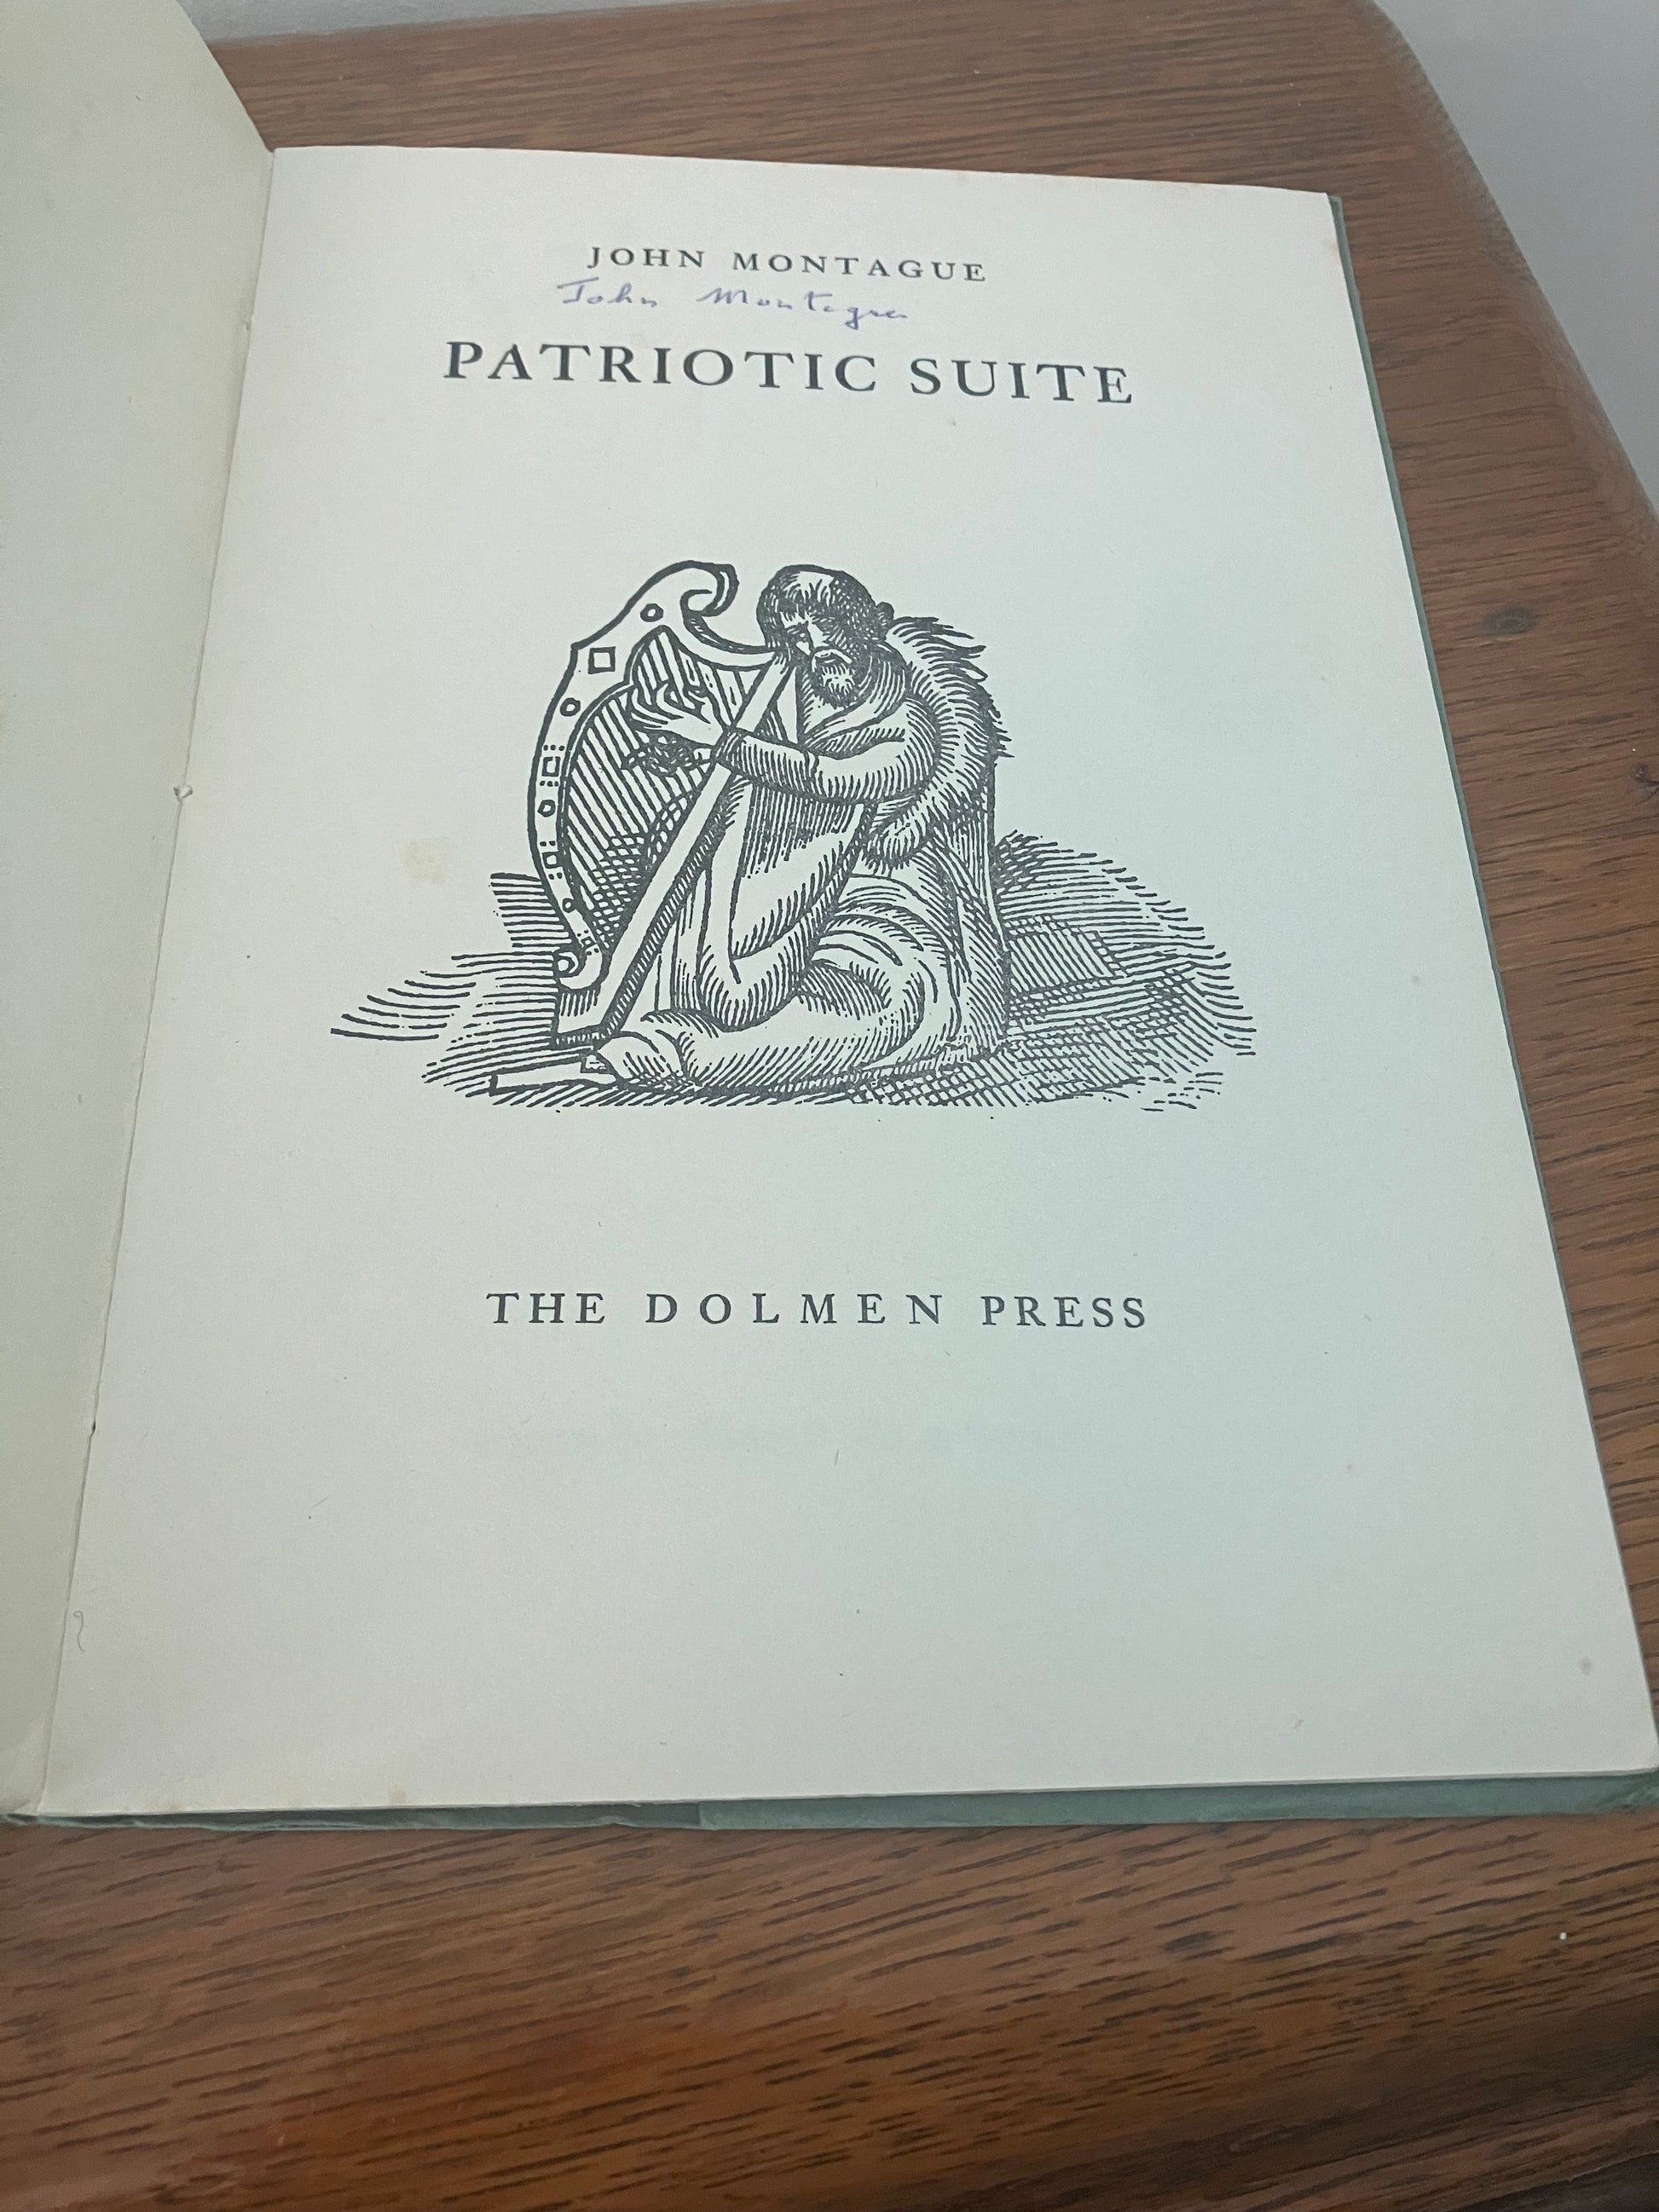 JOHN MONTAGUE
John Montague
PATRIOTIC SUITE
THE DOLMEN PRESS